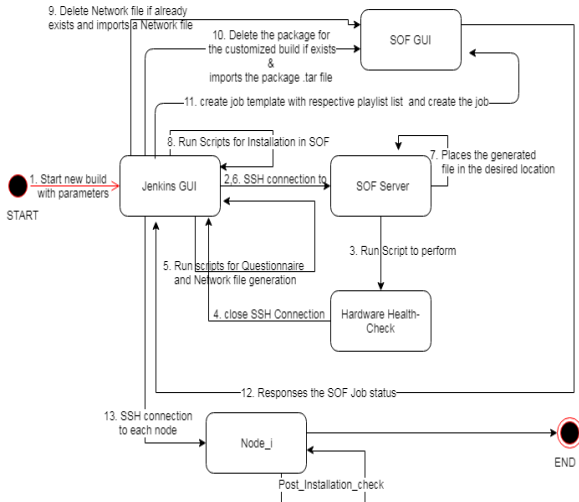 9. Delete Network file if already
exists and imports a Network file
10. Delete the package for
the customized build if exists
&
imports the package .tar file
SOF GUI
11. create job template with respective playlist list and create the job
8. Run Scripts for Installation in SOF
7. Places the generated
file in the desired location
1. Start new build
with parameters
Jenkins GUI
2,6. SSH connection to
SOF Server
START
3. Run Script to perform
5. Run scripts for Questionnaire
and Network file generation
4. close SSH Connection
Hardware Health-
Check
12. Responses the SOF Job status
13. SSH connection
to each node
Node_i
END
Post_Installation_check